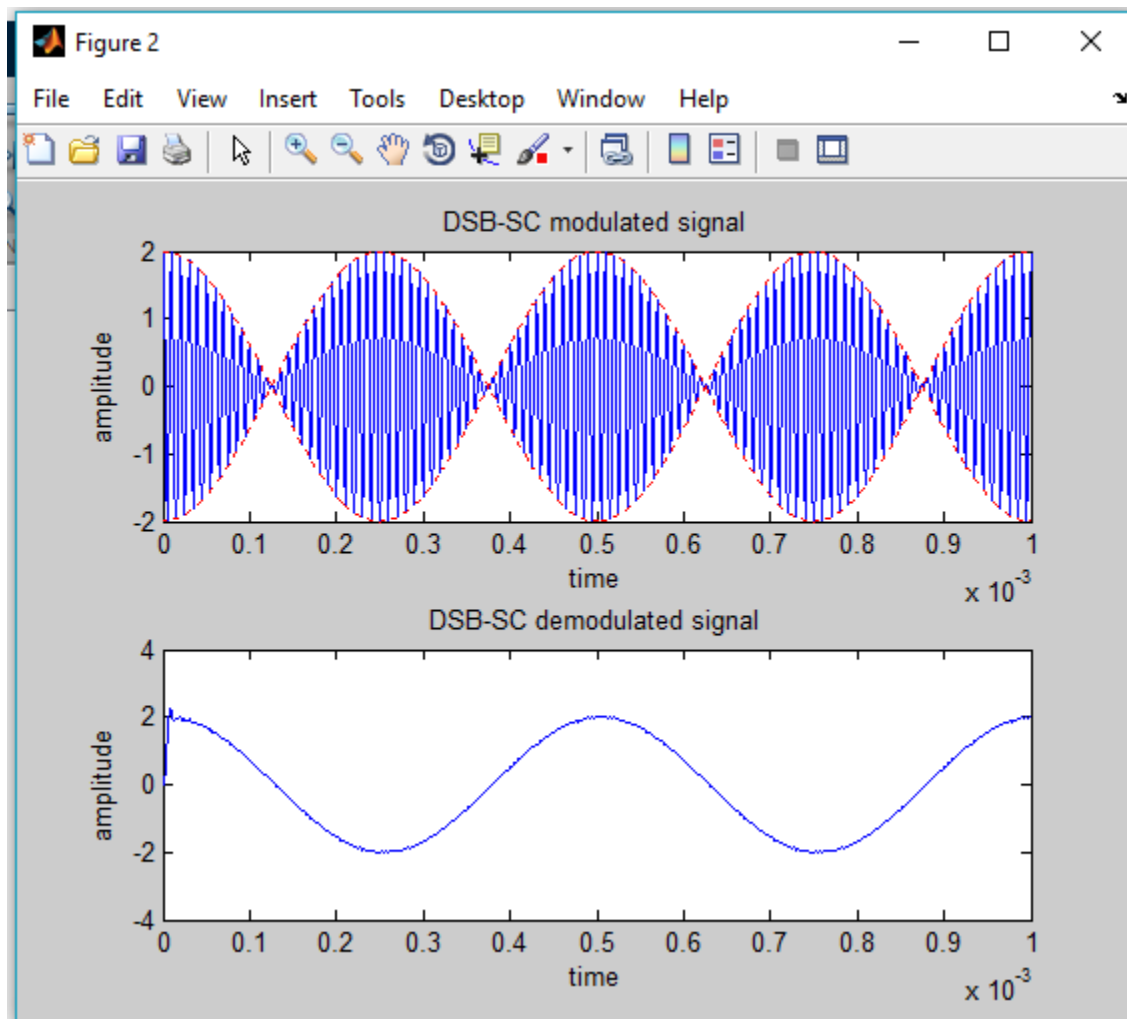 Figure 2
File Edit View Insert Tools Desktop Window Help
DSB-SC modulated signal
2
1
0
-1
-2
amplitude
0 0.1 0.2 0.3 0.4 0.5 0.6 0.7 0.8 0.9 1
time
x 10-3
DSB-SC demodulated signal
4
2
0
-2
-4
amplitude
0 0.1 0.2 0.3 0.4 0.5 0.6 0.7 0.8 0.9 1
time
x 10-3